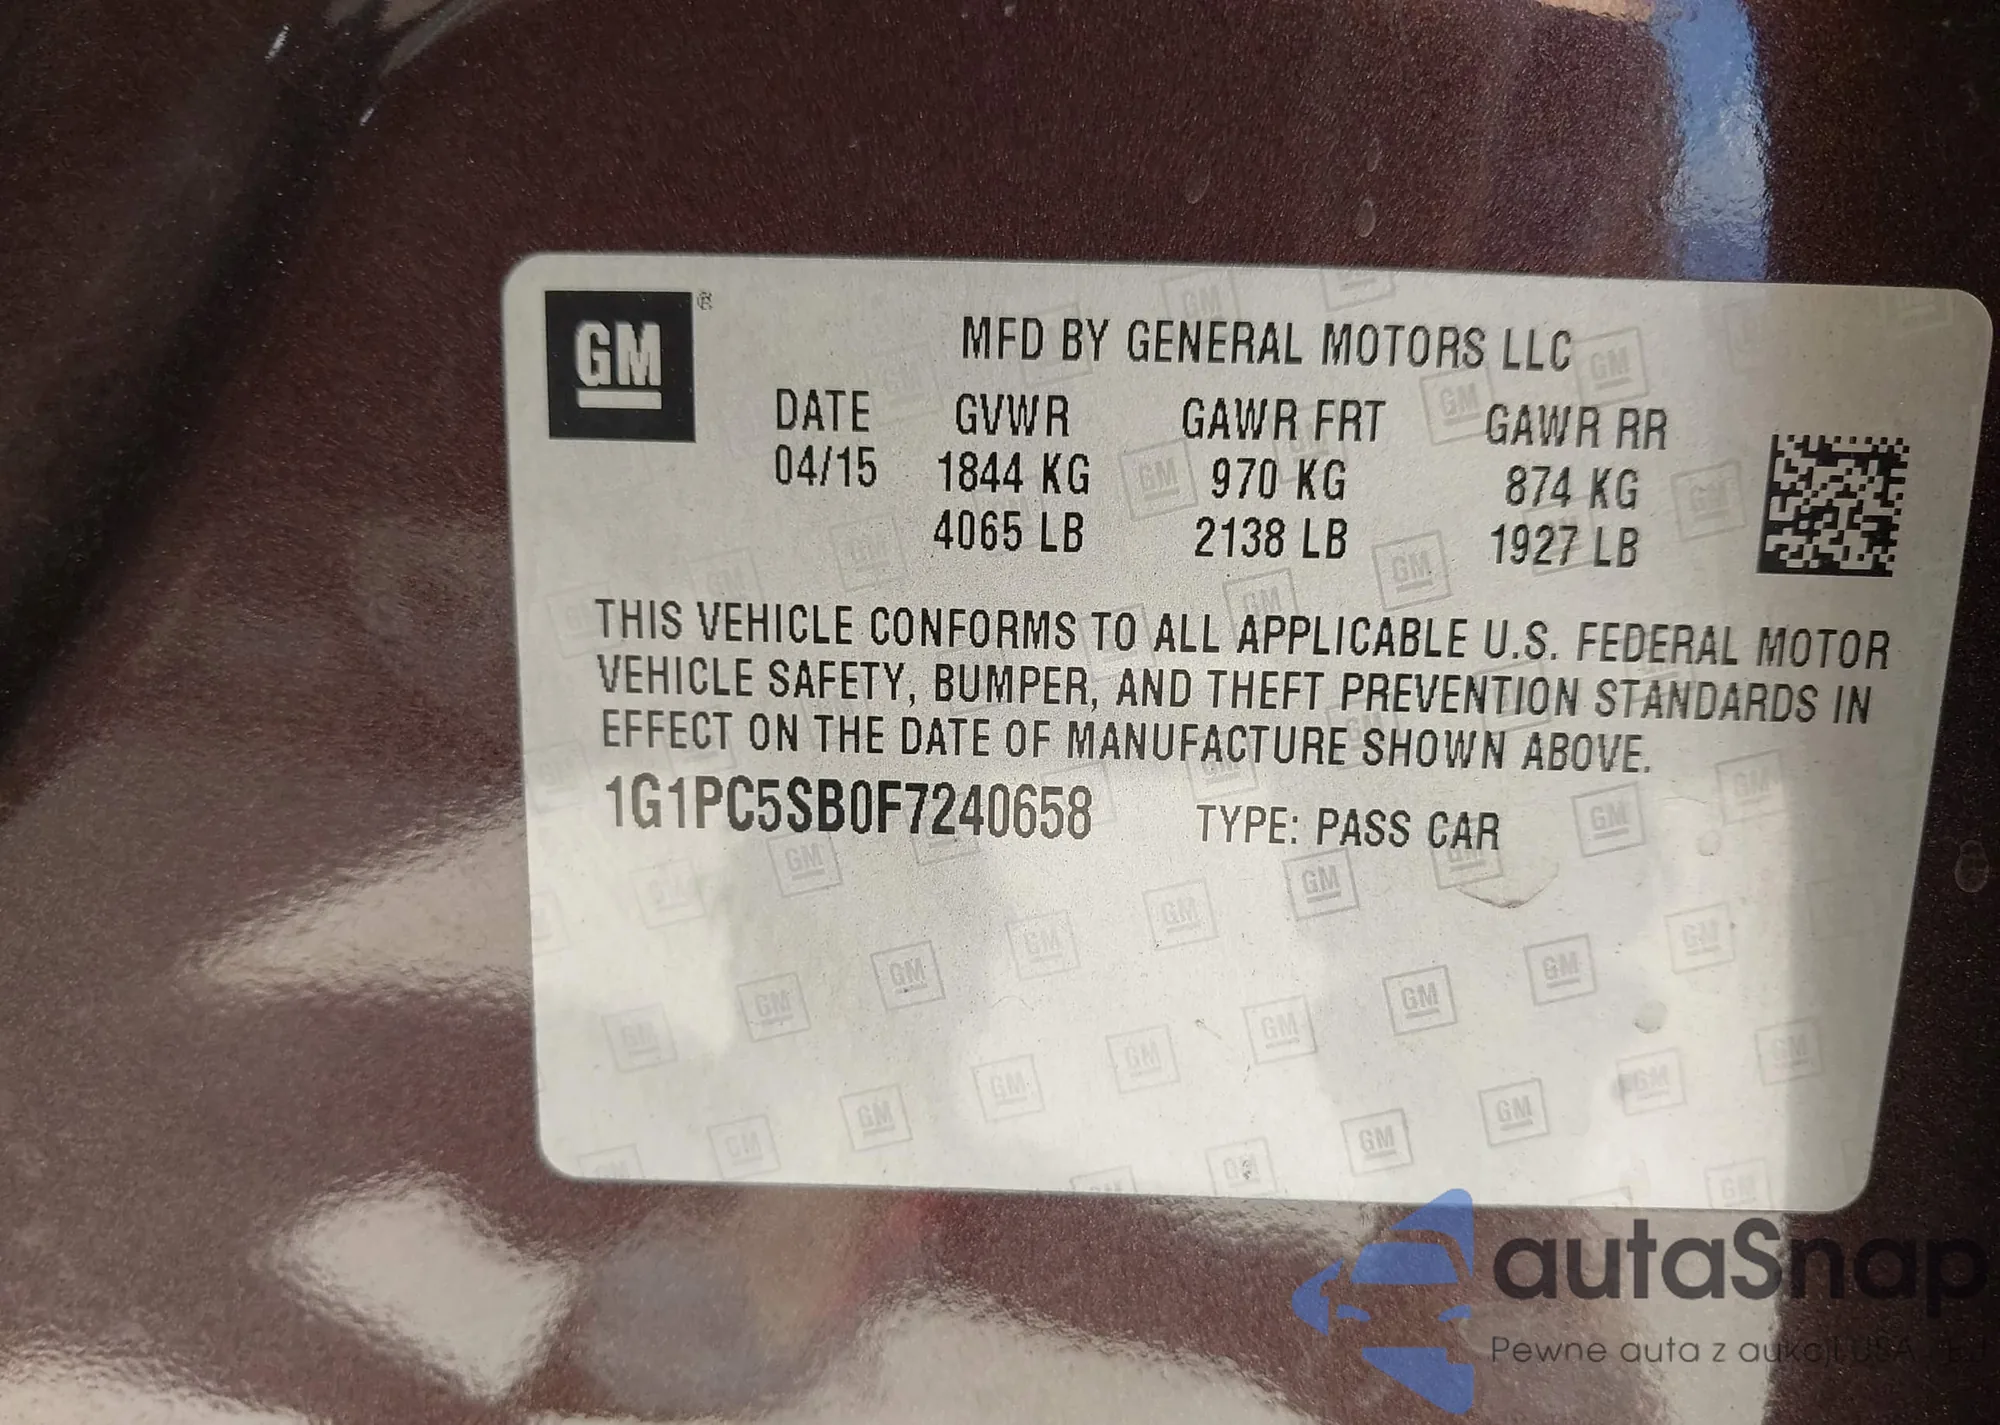 GM ®
MFD BY GENERAL MOTORS LLC
DATE GVWR GAWR FRT GAWR RR
04/15 1844 KG 970 KG 874 KG
4065 LB 2138 LB 1927 LB
THIS VEHICLE CONFORMS TO ALL APPLICABLE U.S. FEDERAL MOTOR
VEHICLE SAFETY, BUMPER, AND THEFT PREVENTION STANDARDS IN
EFFECT ON THE DATE OF MANUFACTURE SHOWN ABOVE.
1G1PC5SB0F7240658 TYPE: PASS CAR
autaSnap
Pewne auta z aukcji USA